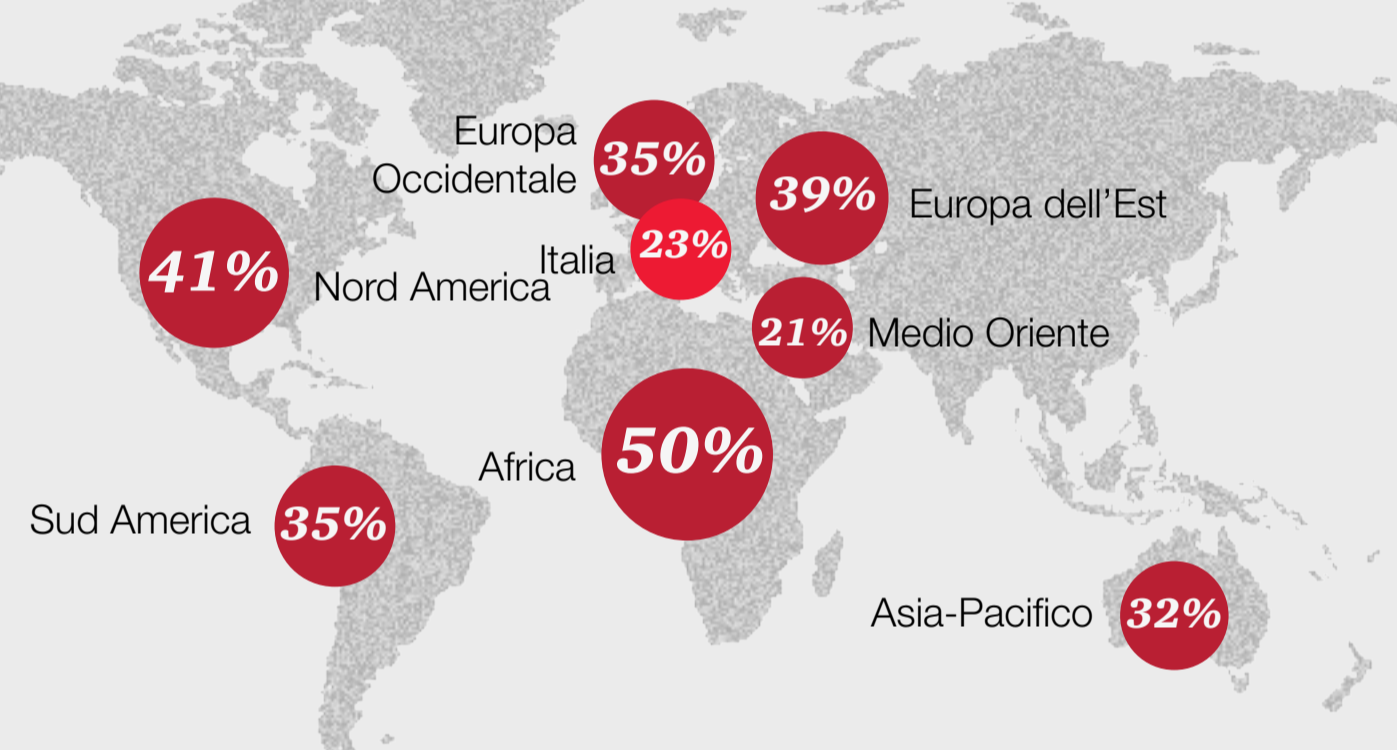 Europa
Occidentale
35%
39%
Europa dell’Est
Italia
23%
41%
Nord America
21%
Medio Oriente
Africa
50%
Sud America
35%
Asia-Pacifico
32%